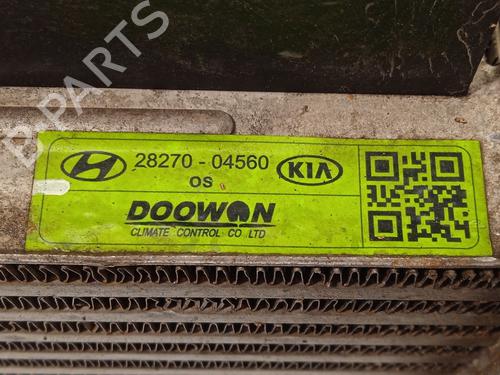 B-PARTS
28270 - 04560
KIA
OS
DOOWON
CLIMATE CONTROL CO LTD